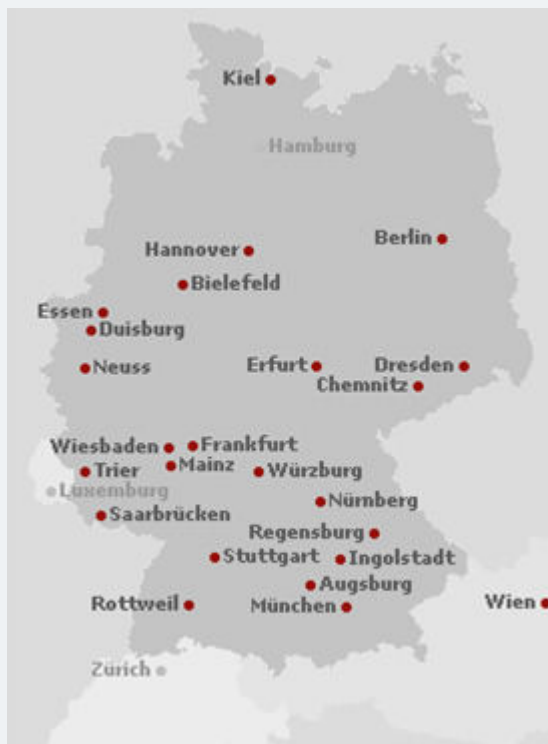 Kiel
Hamburg
Berlin
Hannover
Bielefeld
Essen
Duisburg
Neuss
Erfurt
Dresden
Chemnitz
Wiesbaden
Frankfurt
Mainz
Trier
Würzburg
Luxemburg
Nürnberg
Saarbrücken
Regensburg
Stuttgart
Ingolstadt
Augsburg
Rottweil
München
Wien
Zürich